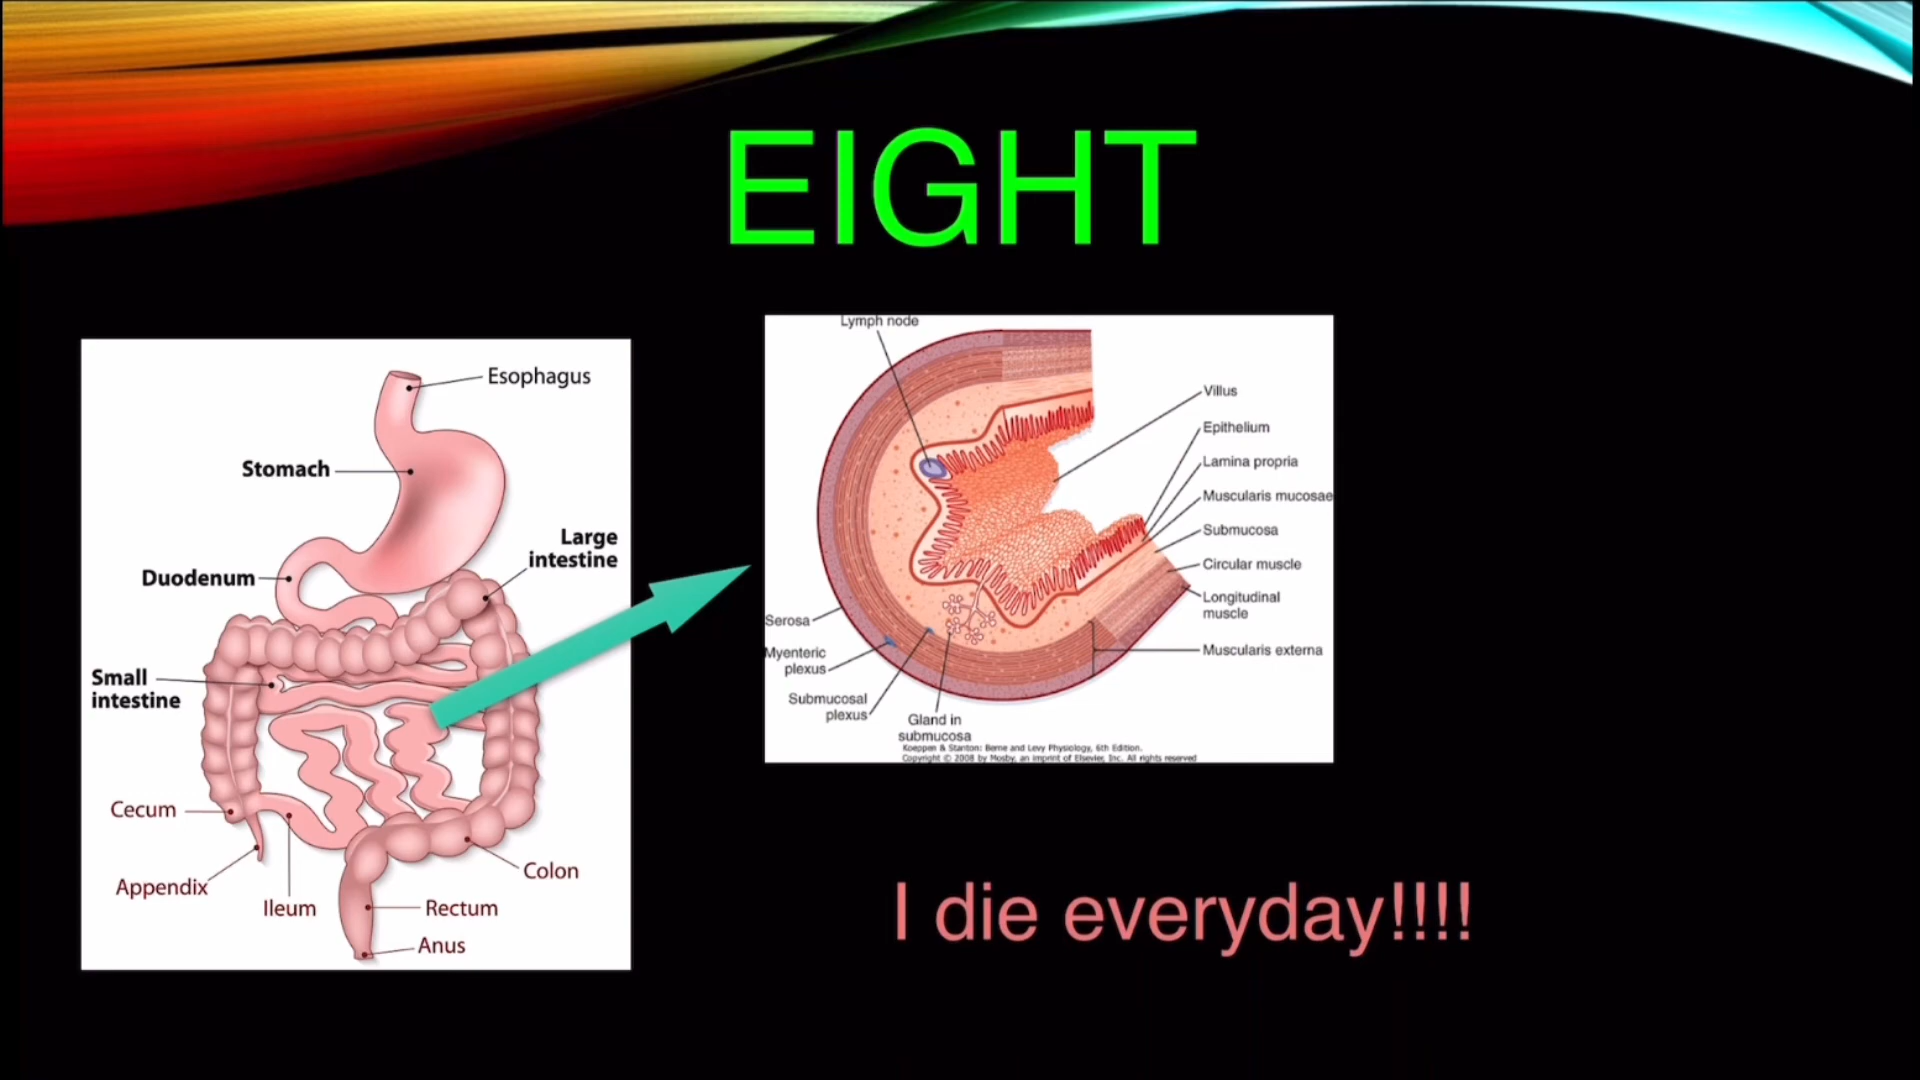 EIGHT
Esophagus
Stomach
Large
intestine
Duodenum
Small
intestine
Cecum
Appendix
Ileum
Colon
Rectum
Anus
Lymph node
Villus
Epithelium
Lamina propria
Muscularis mucosae
Submucosa
Circular muscle
Longitudinal
muscle
Muscularis externa
Serosa
Myenteric
plexus
Submucosal
plexus
Gland in
submucosa
Koeppen & Stanton: Berne and Levy Physiology, 6th Edition.
Copyright © 2008 by Mosby, an imprint of Elsevier, Inc. All rights reserved
I die everyday!!!!